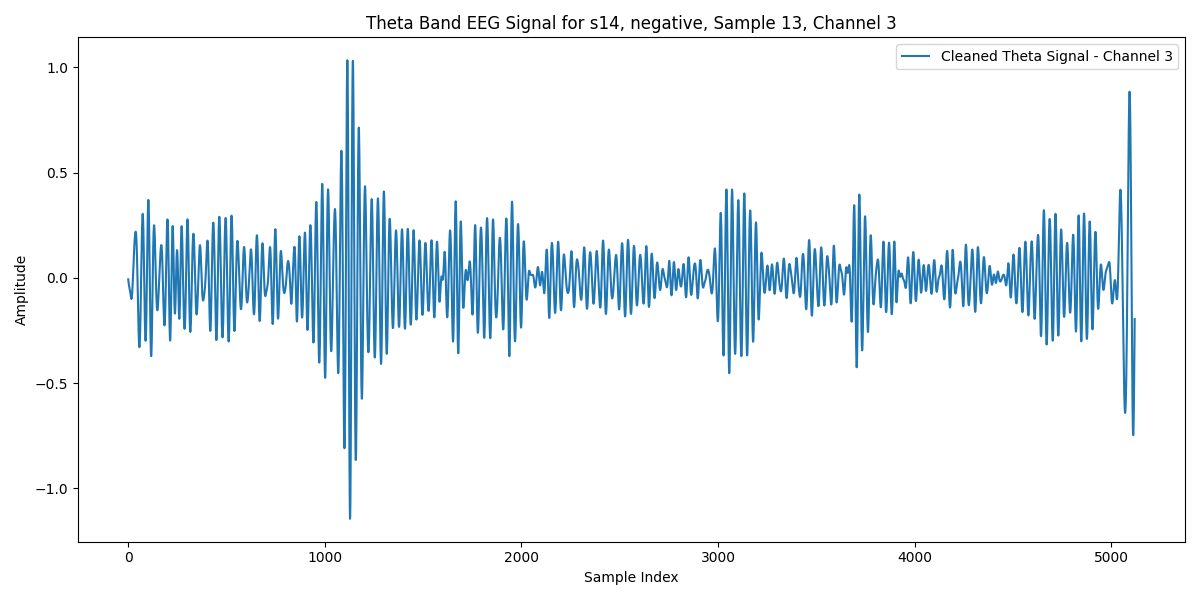 Theta Band EEG Signal for s14, negative, Sample 13, Channel 3
Cleaned Theta Signal - Channel 3
1.0
0.5
0.0
−0.5
−1.0
Amplitude
0 1000 2000 3000 4000 5000
Sample Index